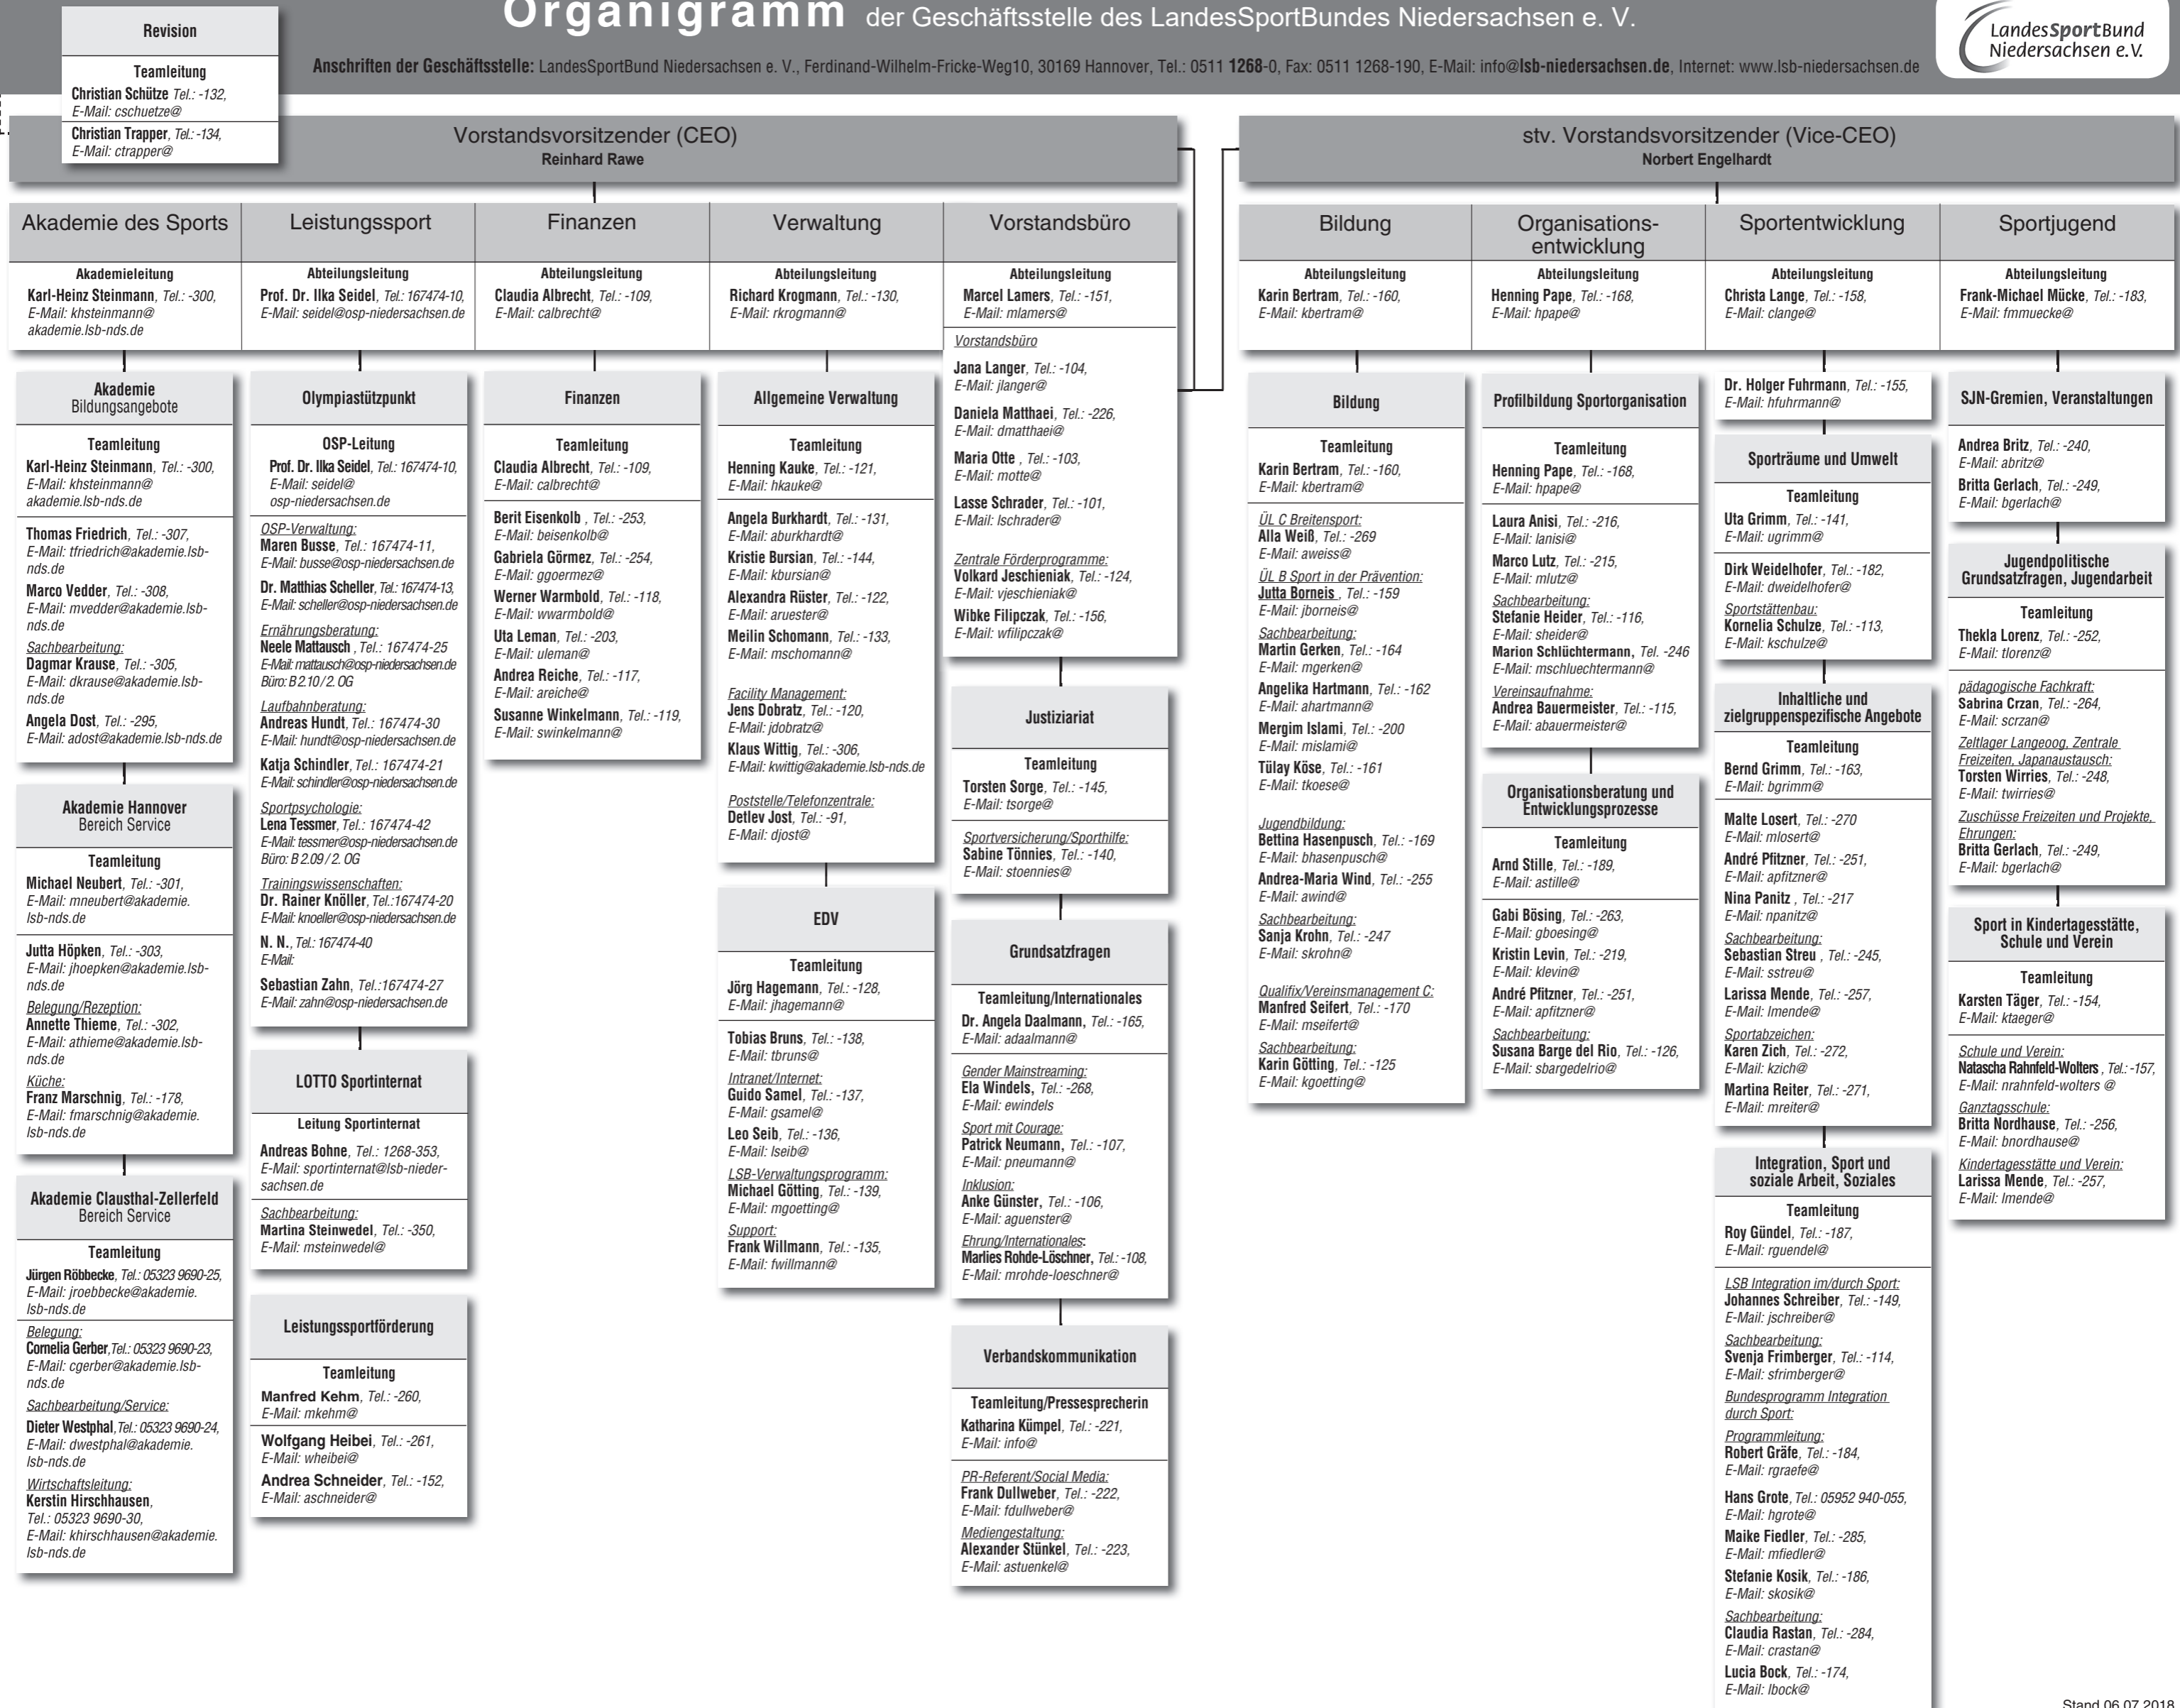 Organigramm der Geschäftsstelle des LandesSportBundes Niedersachsen e. V.
Anschriften der Geschäftsstelle: LandesSportBund Niedersachsen e. V., Ferdinand-Wilhelm-Fricke-Weg10, 30169 Hannover, Tel.: 0511 1268-0, Fax: 0511 1268-190, E-Mail: info@lsb-niedersachsen.de, Internet: www.lsb-niedersachsen.de
LandesSportBund
Niedersachsen e.V.
Revision
Teamleitung
Christian Schütze Tel.: -132,
E-Mail: cschuetze@
Christian Trapper, Tel.: -134,
E-Mail: ctrapper@
Vorstandsvorsitzender (CEO)
Reinhard Rawe
stv. Vorstandsvorsitzender (Vice-CEO)
Norbert Engelhardt
Akademie des Sports
Akademieleitung
Karl-Heinz Steinmann, Tel.: -300,
E-Mail: khsteinmann@
akademie.lsb-nds.de
Akademie
Bildungsangebote
Teamleitung
Karl-Heinz Steinmann, Tel.: -300,
E-Mail: khsteinmann@
akademie.lsb-nds.de
Thomas Friedrich, Tel.: -307,
E-Mail: tfriedrich@akademie.lsb-
nds.de
Marco Vedder, Tel.: -308,
E-Mail: mvedder@akademie.lsb-
nds.de
Sachbearbeitung:
Dagmar Krause, Tel.: -305,
E-Mail: dkrause@akademie.lsb-
nds.de
Angela Dost, Tel.: -295,
E-Mail: adost@akademie.lsb-nds.de
Akademie Hannover
Bereich Service
Teamleitung
Michael Neubert, Tel.: -301,
E-Mail: mneubert@akademie.
lsb-nds.de
Jutta Höpken, Tel.: -303,
E-Mail: jhoepken@akademie.lsb-
nds.de
Belegung/Rezeption:
Annette Thieme, Tel.: -302,
E-Mail: athieme@akademie.lsb-
nds.de
Küche:
Franz Marschnig, Tel.: -178,
E-Mail: fmarschnig@akademie.
lsb-nds.de
Akademie Clausthal-Zellerfeld
Bereich Service
Teamleitung
Jürgen Röbbecke, Tel.: 05323 9690-25,
E-Mail: jroebbecke@akademie.
lsb-nds.de
Belegung:
Cornelia Gerber,Tel.: 05323 9690-23,
E-Mail: cgerber@akademie.lsb-
nds.de
Sachbearbeitung/Service:
Dieter Westphal,Tel.: 05323 9690-24,
E-Mail: dwestphal@akademie.
lsb-nds.de
Wirtschaftsleitung:
Kerstin Hirschhausen,
Tel.: 05323 9690-30,
E-Mail: khirschhausen@akademie.
lsb-nds.de
Leistungssport
Abteilungsleitung
Prof. Dr. Ilka Seidel, Tel.: 167474-10,
E-Mail: seidel@osp-niedersachsen.de
Olympiastützpunkt
OSP-Leitung
Prof. Dr. Ilka Seidel, Tel.: 167474-10,
E-Mail: seidel@
osp-niedersachsen.de
OSP-Verwaltung:
Maren Busse, Tel.: 167474-11,
E-Mail: busse@osp-niedersachsen.de
Dr. Matthias Scheller, Tel.: 167474-13,
E-Mail: scheller@osp-niedersachsen.de
Ernährungsberatung:
Neele Mattausch , Tel.: 167474-25
E-Mail: mattausch@osp-niedersachsen.de
Büro: B 2.10 / 2. OG
Laufbahnberatung:
Andreas Hundt, Tel.: 167474-30
E-Mail: hundt@osp-niedersachsen.de
Katja Schindler, Tel.: 167474-21
E-Mail: schindler@osp-niedersachsen.de
Sportpsychologie:
Lena Tessmer, Tel.: 167474-42
E-Mail: tessmer@osp-niedersachsen.de
Büro: B 2.09 / 2. OG
Trainingswissenschaften:
Dr. Rainer Knöller, Tel.:167474-20
E-Mail: knoeller@osp-niedersachsen.de
N. N., Tel.: 167474-40
E-Mail:
Sebastian Zahn, Tel.:167474-27
E-Mail: zahn@osp-niedersachsen.de
LOTTO Sportinternat
Leitung Sportinternat
Andreas Bohne, Tel.: 1268-353,
E-Mail: sportinternat@lsb-nieder-
sachsen.de
Sachbearbeitung:
Martina Steinwedel, Tel.: -350,
E-Mail: msteinwedel@
Leistungssportförderung
Teamleitung
Manfred Kehm, Tel.: -260,
E-Mail: mkehm@
Wolfgang Heibei, Tel.: -261,
E-Mail: wheibei@
Andrea Schneider, Tel.: -152,
E-Mail: aschneider@
Finanzen
Abteilungsleitung
Claudia Albrecht, Tel.: -109,
E-Mail: calbrecht@
Finanzen
Teamleitung
Claudia Albrecht, Tel.: -109,
E-Mail: calbrecht@
Berit Eisenkolb , Tel.: -253,
E-Mail: beisenkolb@
Gabriela Görmez, Tel.: -254,
E-Mail: ggoermez@
Werner Warmbold, Tel.: -118,
E-Mail: wwarmbold@
Uta Leman, Tel.: -203,
E-Mail: uleman@
Andrea Reiche, Tel.: -117,
E-Mail: areiche@
Susanne Winkelmann, Tel.: -119,
E-Mail: swinkelmann@
Verwaltung
Abteilungsleitung
Richard Krogmann, Tel.: -130,
E-Mail: rkrogmann@
Allgemeine Verwaltung
Teamleitung
Henning Kauke, Tel.: -121,
E-Mail: hkauke@
Angela Burkhardt, Tel.: -131,
E-Mail: aburkhardt@
Kristie Bursian, Tel.: -144,
E-Mail: kbursian@
Alexandra Rüster, Tel.: -122,
E-Mail: aruester@
Meilin Schomann, Tel.: -133,
E-Mail: mschomann@
Facility Management:
Jens Dobratz, Tel.: -120,
E-Mail: jdobratz@
Klaus Wittig, Tel.: -306,
E-Mail: kwittig@akademie.lsb-nds.de
Poststelle/Telefonzentrale:
Detlev Jost, Tel.: -91,
E-Mail: djost@
EDV
Teamleitung
Jörg Hagemann, Tel.: -128,
E-Mail: jhagemann@
Tobias Bruns, Tel.: -138,
E-Mail: tbruns@
Intranet/Internet:
Guido Samel, Tel.: -137,
E-Mail: gsamel@
Leo Seib, Tel.: -136,
E-Mail: lseib@
LSB-Verwaltungsprogramm:
Michael Götting, Tel.: -139,
E-Mail: mgoetting@
Support:
Frank Willmann, Tel.: -135,
E-Mail: fwillmann@
Vorstandsbüro
Abteilungsleitung
Marcel Lamers, Tel.: -151,
E-Mail: mlamers@
Vorstandsbüro
Jana Langer, Tel.: -104,
E-Mail: jlanger@
Daniela Matthaei, Tel.: -226,
E-Mail: dmatthaei@
Maria Otte , Tel.: -103,
E-Mail: motte@
Lasse Schrader, Tel.: -101,
E-Mail: lschrader@
Zentrale Förderprogramme:
Volkard Jeschieniak, Tel.: -124,
E-Mail: vjeschieniak@
Wibke Filipczak, Tel.: -156,
E-Mail: wfilipczak@
Justiziariat
Teamleitung
Torsten Sorge, Tel.: -145,
E-Mail: tsorge@
Sportversicherung/Sporthilfe:
Sabine Tönnies, Tel.: -140,
E-Mail: stoennies@
Grundsatzfragen
Teamleitung/Internationales
Dr. Angela Daalmann, Tel.: -165,
E-Mail: adaalmann@
Gender Mainstreaming:
Ela Windels, Tel.: -268,
E-Mail: ewindels
Sport mit Courage:
Patrick Neumann, Tel.: -107,
E-Mail: pneumann@
Inklusion:
Anke Günster, Tel.: -106,
E-Mail: aguenster@
Ehrung/Internationales:
Marlies Rohde-Löschner, Tel.: -108,
E-Mail: mrohde-loeschner@
Verbandskommunikation
Teamleitung/Pressesprecherin
Katharina Kümpel, Tel.: -221,
E-Mail: info@
PR-Referent/Social Media:
Frank Dullweber, Tel.: -222,
E-Mail: fdullweber@
Mediengestaltung:
Alexander Stünkel, Tel.: -223,
E-Mail: astuenkel@
Bildung
Abteilungsleitung
Karin Bertram, Tel.: -160,
E-Mail: kbertram@
Bildung
Teamleitung
Karin Bertram, Tel.: -160,
E-Mail: kbertram@
ÜL C Breitensport:
Alla Weiß, Tel.: -269
E-Mail: aweiss@
ÜL B Sport in der Prävention:
Jutta Borneis , Tel.: -159
E-Mail: jborneis@
Sachbearbeitung:
Martin Gerken, Tel.: -164
E-Mail: mgerken@
Angelika Hartmann, Tel.: -162
E-Mail: ahartmann@
Mergim Islami, Tel.: -200
E-Mail: mislami@
Tülay Köse, Tel.: -161
E-Mail: tkoese@
Jugendbildung:
Bettina Hasenpusch, Tel.: -169
E-Mail: bhasenpusch@
Andrea-Maria Wind, Tel.: -255
E-Mail: awind@
Sachbearbeitung:
Sanja Krohn, Tel.: -247
E-Mail: skrohn@
Qualifix/Vereinsmanagement C:
Manfred Seifert, Tel.: -170
E-Mail: mseifert@
Sachbearbeitung:
Karin Götting, Tel.: -125
E-Mail: kgoetting@
Organisations-
entwicklung
Abteilungsleitung
Henning Pape, Tel.: -168,
E-Mail: hpape@
Profilbildung Sportorganisation
Teamleitung
Henning Pape, Tel.: -168,
E-Mail: hpape@
Laura Anisi, Tel.: -216,
E-Mail: lanisi@
Marco Lutz, Tel.: -215,
E-Mail: mlutz@
Sachbearbeitung:
Stefanie Heider, Tel.: -116,
E-Mail: sheider@
Marion Schlüchtermann, Tel. -246
E-Mail: mschluechtermann@
Vereinsaufnahme:
Andrea Bauermeister, Tel.: -115,
E-Mail: abauermeister@
Organisationsberatung und
Entwicklungsprozesse
Teamleitung
Arnd Stille, Tel.: -189,
E-Mail: astille@
Gabi Bösing, Tel.: -263,
E-Mail: gboesing@
Kristin Levin, Tel.: -219,
E-Mail: klevin@
André Pfitzner, Tel.: -251,
E-Mail: apfitzner@
Sachbearbeitung:
Susana Barge del Rio, Tel.: -126,
E-Mail: sbargedelrio@
Sportentwicklung
Abteilungsleitung
Christa Lange, Tel.: -158,
E-Mail: clange@
Dr. Holger Fuhrmann, Tel.: -155,
E-Mail: hfuhrmann@
Sporträume und Umwelt
Teamleitung
Uta Grimm, Tel.: -141,
E-Mail: ugrimm@
Dirk Weidelhofer, Tel.: -182,
E-Mail: dweidelhofer@
Sportstättenbau:
Kornelia Schulze, Tel.: -113,
E-Mail: kschulze@
Inhaltliche und
zielgruppenspezifische Angebote
Teamleitung
Bernd Grimm, Tel.: -163,
E-Mail: bgrimm@
Malte Losert, Tel.: -270
E-Mail: mlosert@
André Pfitzner, Tel.: -251,
E-Mail: apfitzner@
Nina Panitz , Tel.: -217
E-Mail: npanitz@
Sachbearbeitung:
Sebastian Streu , Tel.: -245,
E-Mail: sstreu@
Larissa Mende, Tel.: -257,
E-Mail: lmende@
Sportabzeichen:
Karen Zich, Tel.: -272,
E-Mail: kzich@
Martina Reiter, Tel.: -271,
E-Mail: mreiter@
Integration, Sport und
soziale Arbeit, Soziales
Teamleitung
Roy Gündel, Tel.: -187,
E-Mail: rguendel@
LSB Integration im/durch Sport:
Johannes Schreiber, Tel.: -149,
E-Mail: jschreiber@
Sachbearbeitung:
Svenja Frimberger, Tel.: -114,
E-Mail: sfrimberger@
Bundesprogramm Integration
durch Sport:
Programmleitung:
Robert Gräfe, Tel.: -184,
E-Mail: rgraefe@
Hans Grote, Tel.: 05952 940-055,
E-Mail: hgrote@
Maike Fiedler, Tel.: -285,
E-Mail: mfiedler@
Stefanie Kosik, Tel.: -186,
E-Mail: skosik@
Sachbearbeitung:
Claudia Rastan, Tel.: -284,
E-Mail: crastan@
Lucia Bock, Tel.: -174,
E-Mail: lbock@
Sportjugend
Abteilungsleitung
Frank-Michael Mücke, Tel.: -183,
E-Mail: fmmuecke@
SJN-Gremien, Veranstaltungen
Andrea Britz, Tel.: -240,
E-Mail: abritz@
Britta Gerlach, Tel.: -249,
E-Mail: bgerlach@
Jugendpolitische
Grundsatzfragen, Jugendarbeit
Teamleitung
Thekla Lorenz, Tel.: -252,
E-Mail: tlorenz@
pädagogische Fachkraft:
Sabrina Crzan, Tel.: -264,
E-Mail: scrzan@
Zeltlager Langeoog, Zentrale
Freizeiten, Japanaustausch:
Torsten Wirries, Tel.: -248,
E-Mail: twirries@
Zuschüsse Freizeiten und Projekte,
Ehrungen:
Britta Gerlach, Tel.: -249,
E-Mail: bgerlach@
Sport in Kindertagesstätte,
Schule und Verein
Teamleitung
Karsten Täger, Tel.: -154,
E-Mail: ktaeger@
Schule und Verein:
Natascha Rahnfeld-Wolters , Tel.: -157,
E-Mail: nrahnfeld-wolters @
Ganztagsschule:
Britta Nordhause, Tel.: -256,
E-Mail: bnordhause@
Kindertagesstätte und Verein:
Larissa Mende, Tel.: -257,
E-Mail: lmende@
Stand 06.07.2018